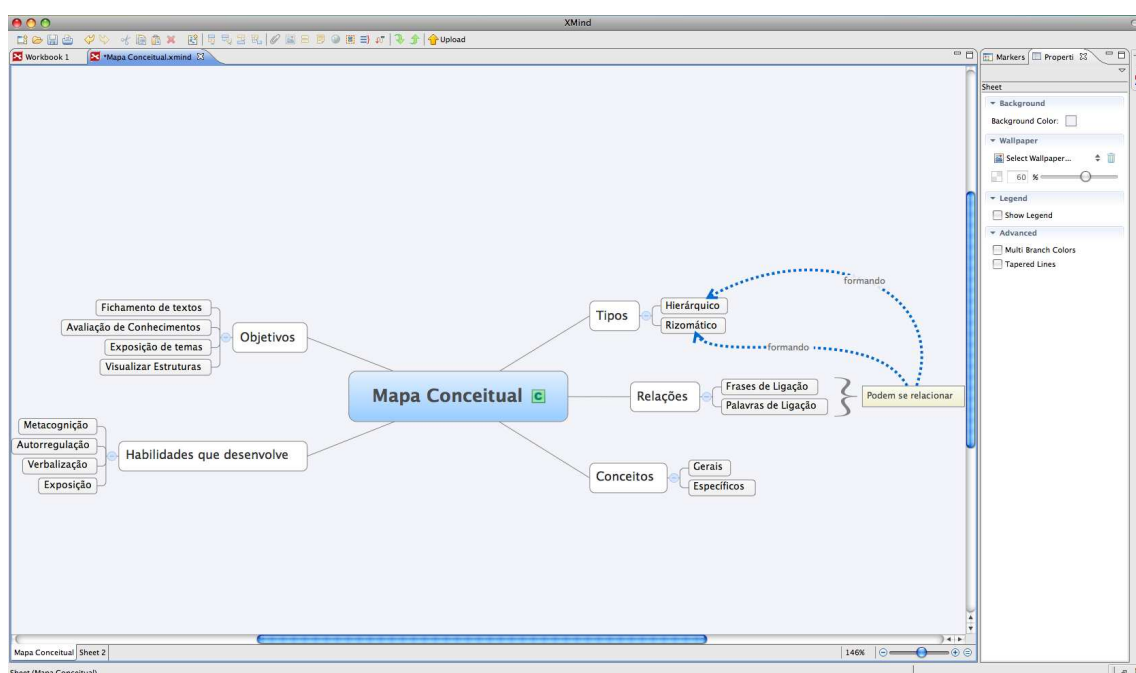 XMind
Upload
Workbook 1
*Mapa Conceitual.xmind
Markers
Properti
Sheet
Background
Background Color:
Wallpaper
Select Wallpaper...
60 %
Legend
Show Legend
Advanced
Multi Branch Colors
Tapered Lines
Fichamento de textos
Avaliação de Conhecimentos
Exposição de temas
Visualizar Estruturas
Objetivos
Metacognição
Autorregulação
Verbalização
Exposição
Habilidades que desenvolve
Mapa Conceitual C
Tipos
Hierárquico
Rizomático
formando
formando
Relações
Frases de Ligação
Palavras de Ligação
Podem se relacionar
Conceitos
Gerais
Específicos
Mapa Conceitual
Sheet 2
146%
Sheet (Mapa Conceitual)